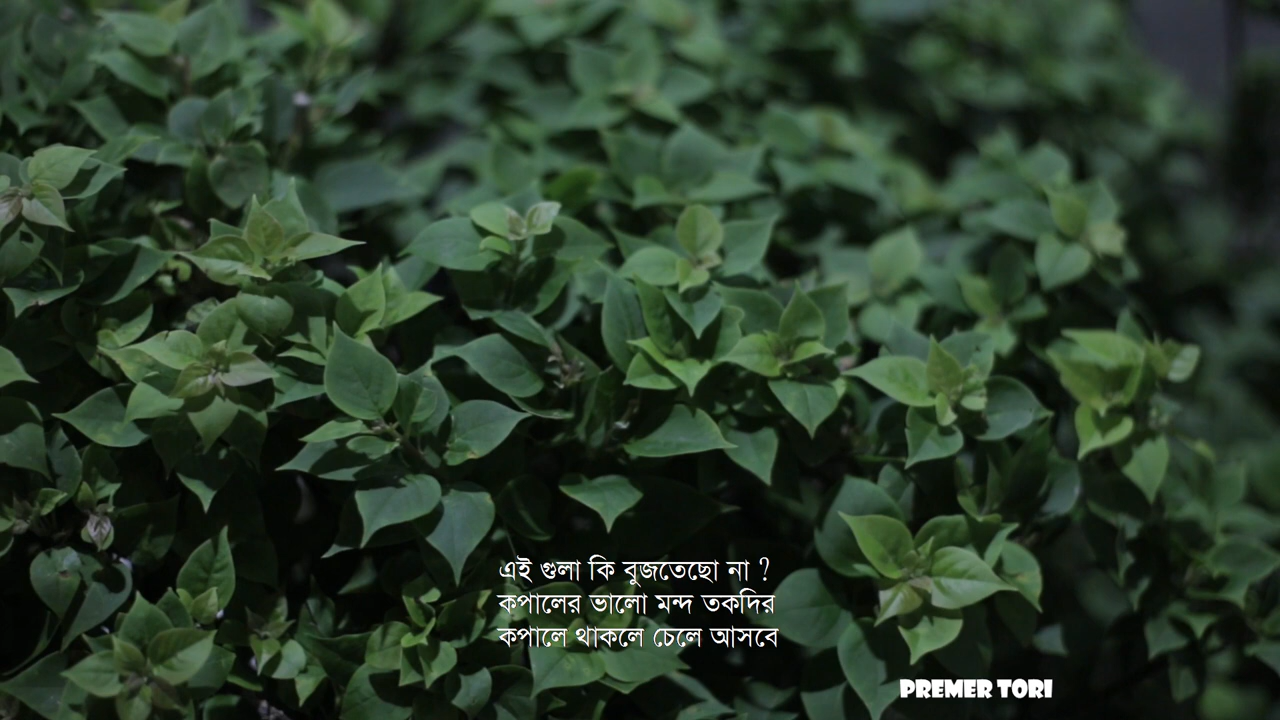 এই গুলা কি বুজতেছো না ?
কপালের ভালো মন্দ তকদির
কপালে থাকলে চেলে আসবে
PREMER TORI